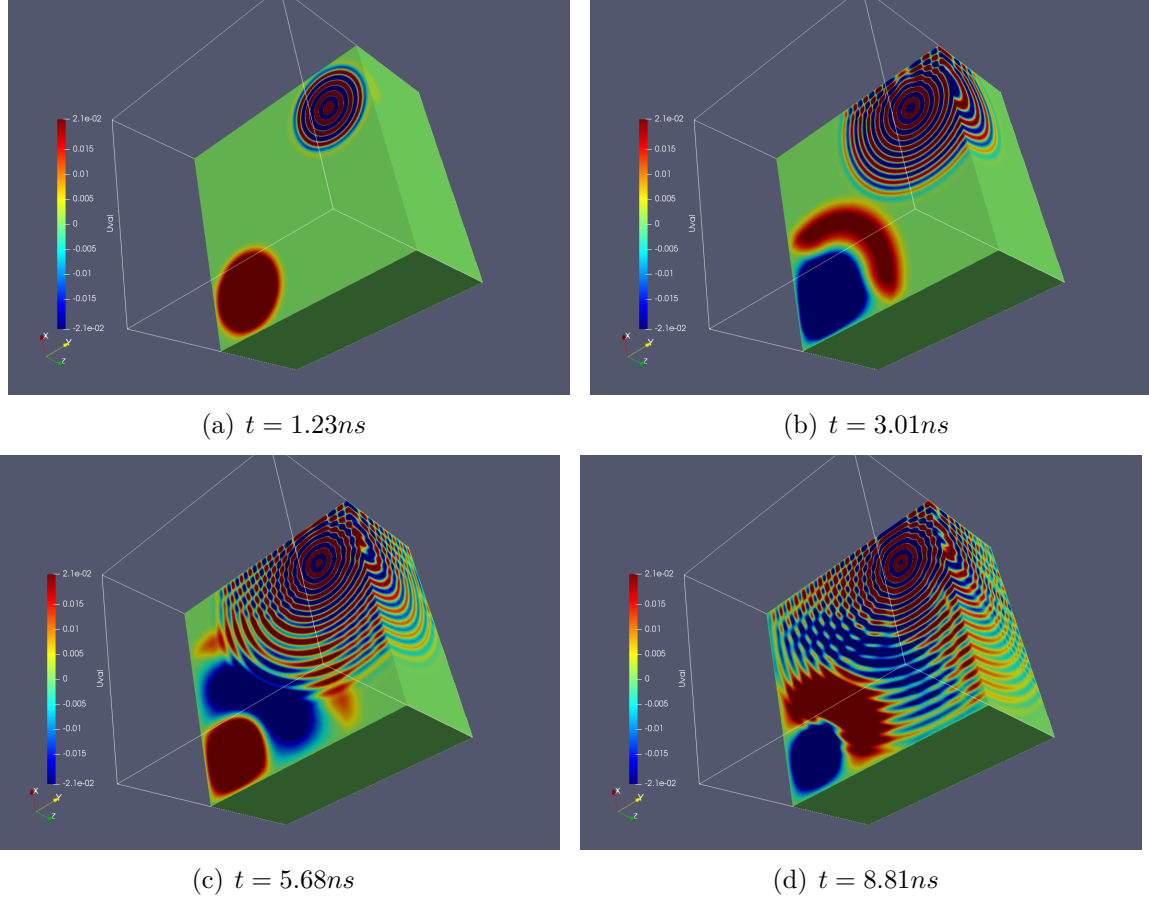 2.1e-02
0.015
0.01
0.005
0
-0.005
-0.01
-0.015
-2.1e-02
Uval
X
Y
Z
2.1e-02
0.015
0.01
0.005
0
-0.005
-0.01
-0.015
-2.1e-02
Uval
X
Y
Z
(a) t = 1.23ns
(b) t = 3.01ns
2.1e-02
0.015
0.01
0.005
0
-0.005
-0.01
-0.015
-2.1e-02
Uval
X
Y
Z
2.1e-02
0.015
0.01
0.005
0
-0.005
-0.01
-0.015
-2.1e-02
Uval
X
Y
Z
(c) t = 5.68ns
(d) t = 8.81ns